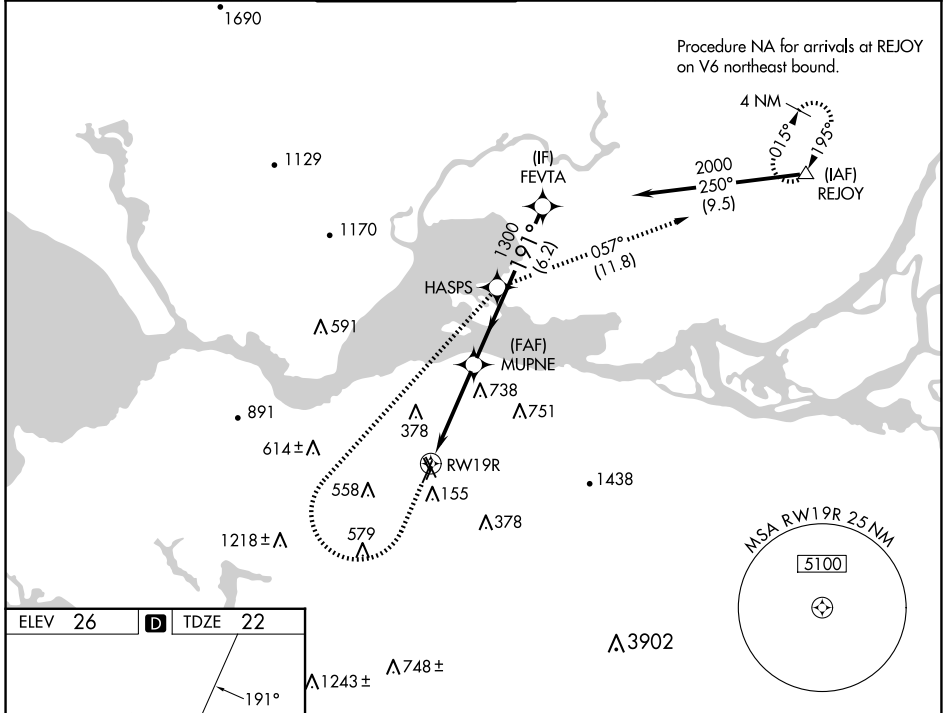 1690
Procedure NA for arrivals at REJOY
on V6 northeast bound.
4 NM
015°
195°
1129
(IF)
FEVTA
2000
250°
(9.5)
(IAF)
REJOY
1170
1300
191°
(6.2)
057°
(11.8)
HASPS
591
(FAF)
MUPNE
738
751
891
378
614±
RW19R
558
155
1438
378
579
1218±
MSA RW19R 25 NM
5100
ELEV 26
D
TDZE 22
3902
748±
1243±
191°